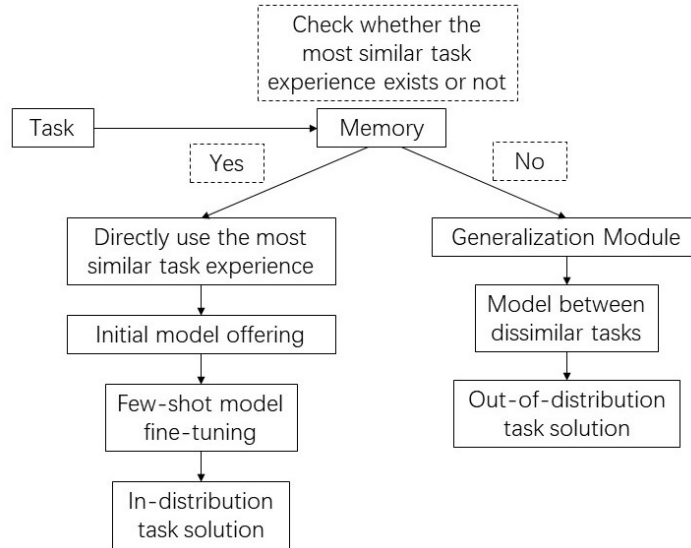 Check whether the
most similar task
experience exists or not
Task
Memory
Yes
No
Directly use the most
similar task experience
Generalization Module
Initial model offering
Model between
dissimilar tasks
Few-shot model
fine-tuning
Out-of-distribution
task solution
In-distribution
task solution